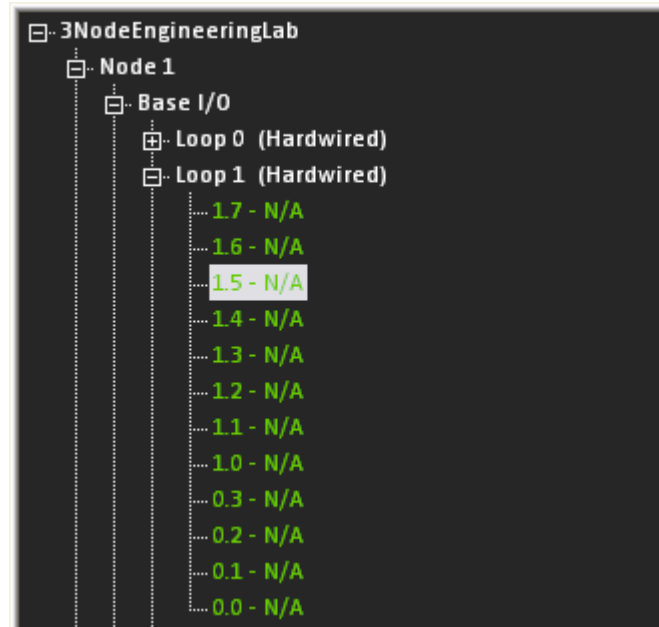 3NodeEngineeringLab
Node 1
Base I/O
Loop 0 (Hardwired)
Loop 1 (Hardwired)
1.7 - N/A
1.6 - N/A
1.5 - N/A
1.4 - N/A
1.3 - N/A
1.2 - N/A
1.1 - N/A
1.0 - N/A
0.3 - N/A
0.2 - N/A
0.1 - N/A
0.0 - N/A